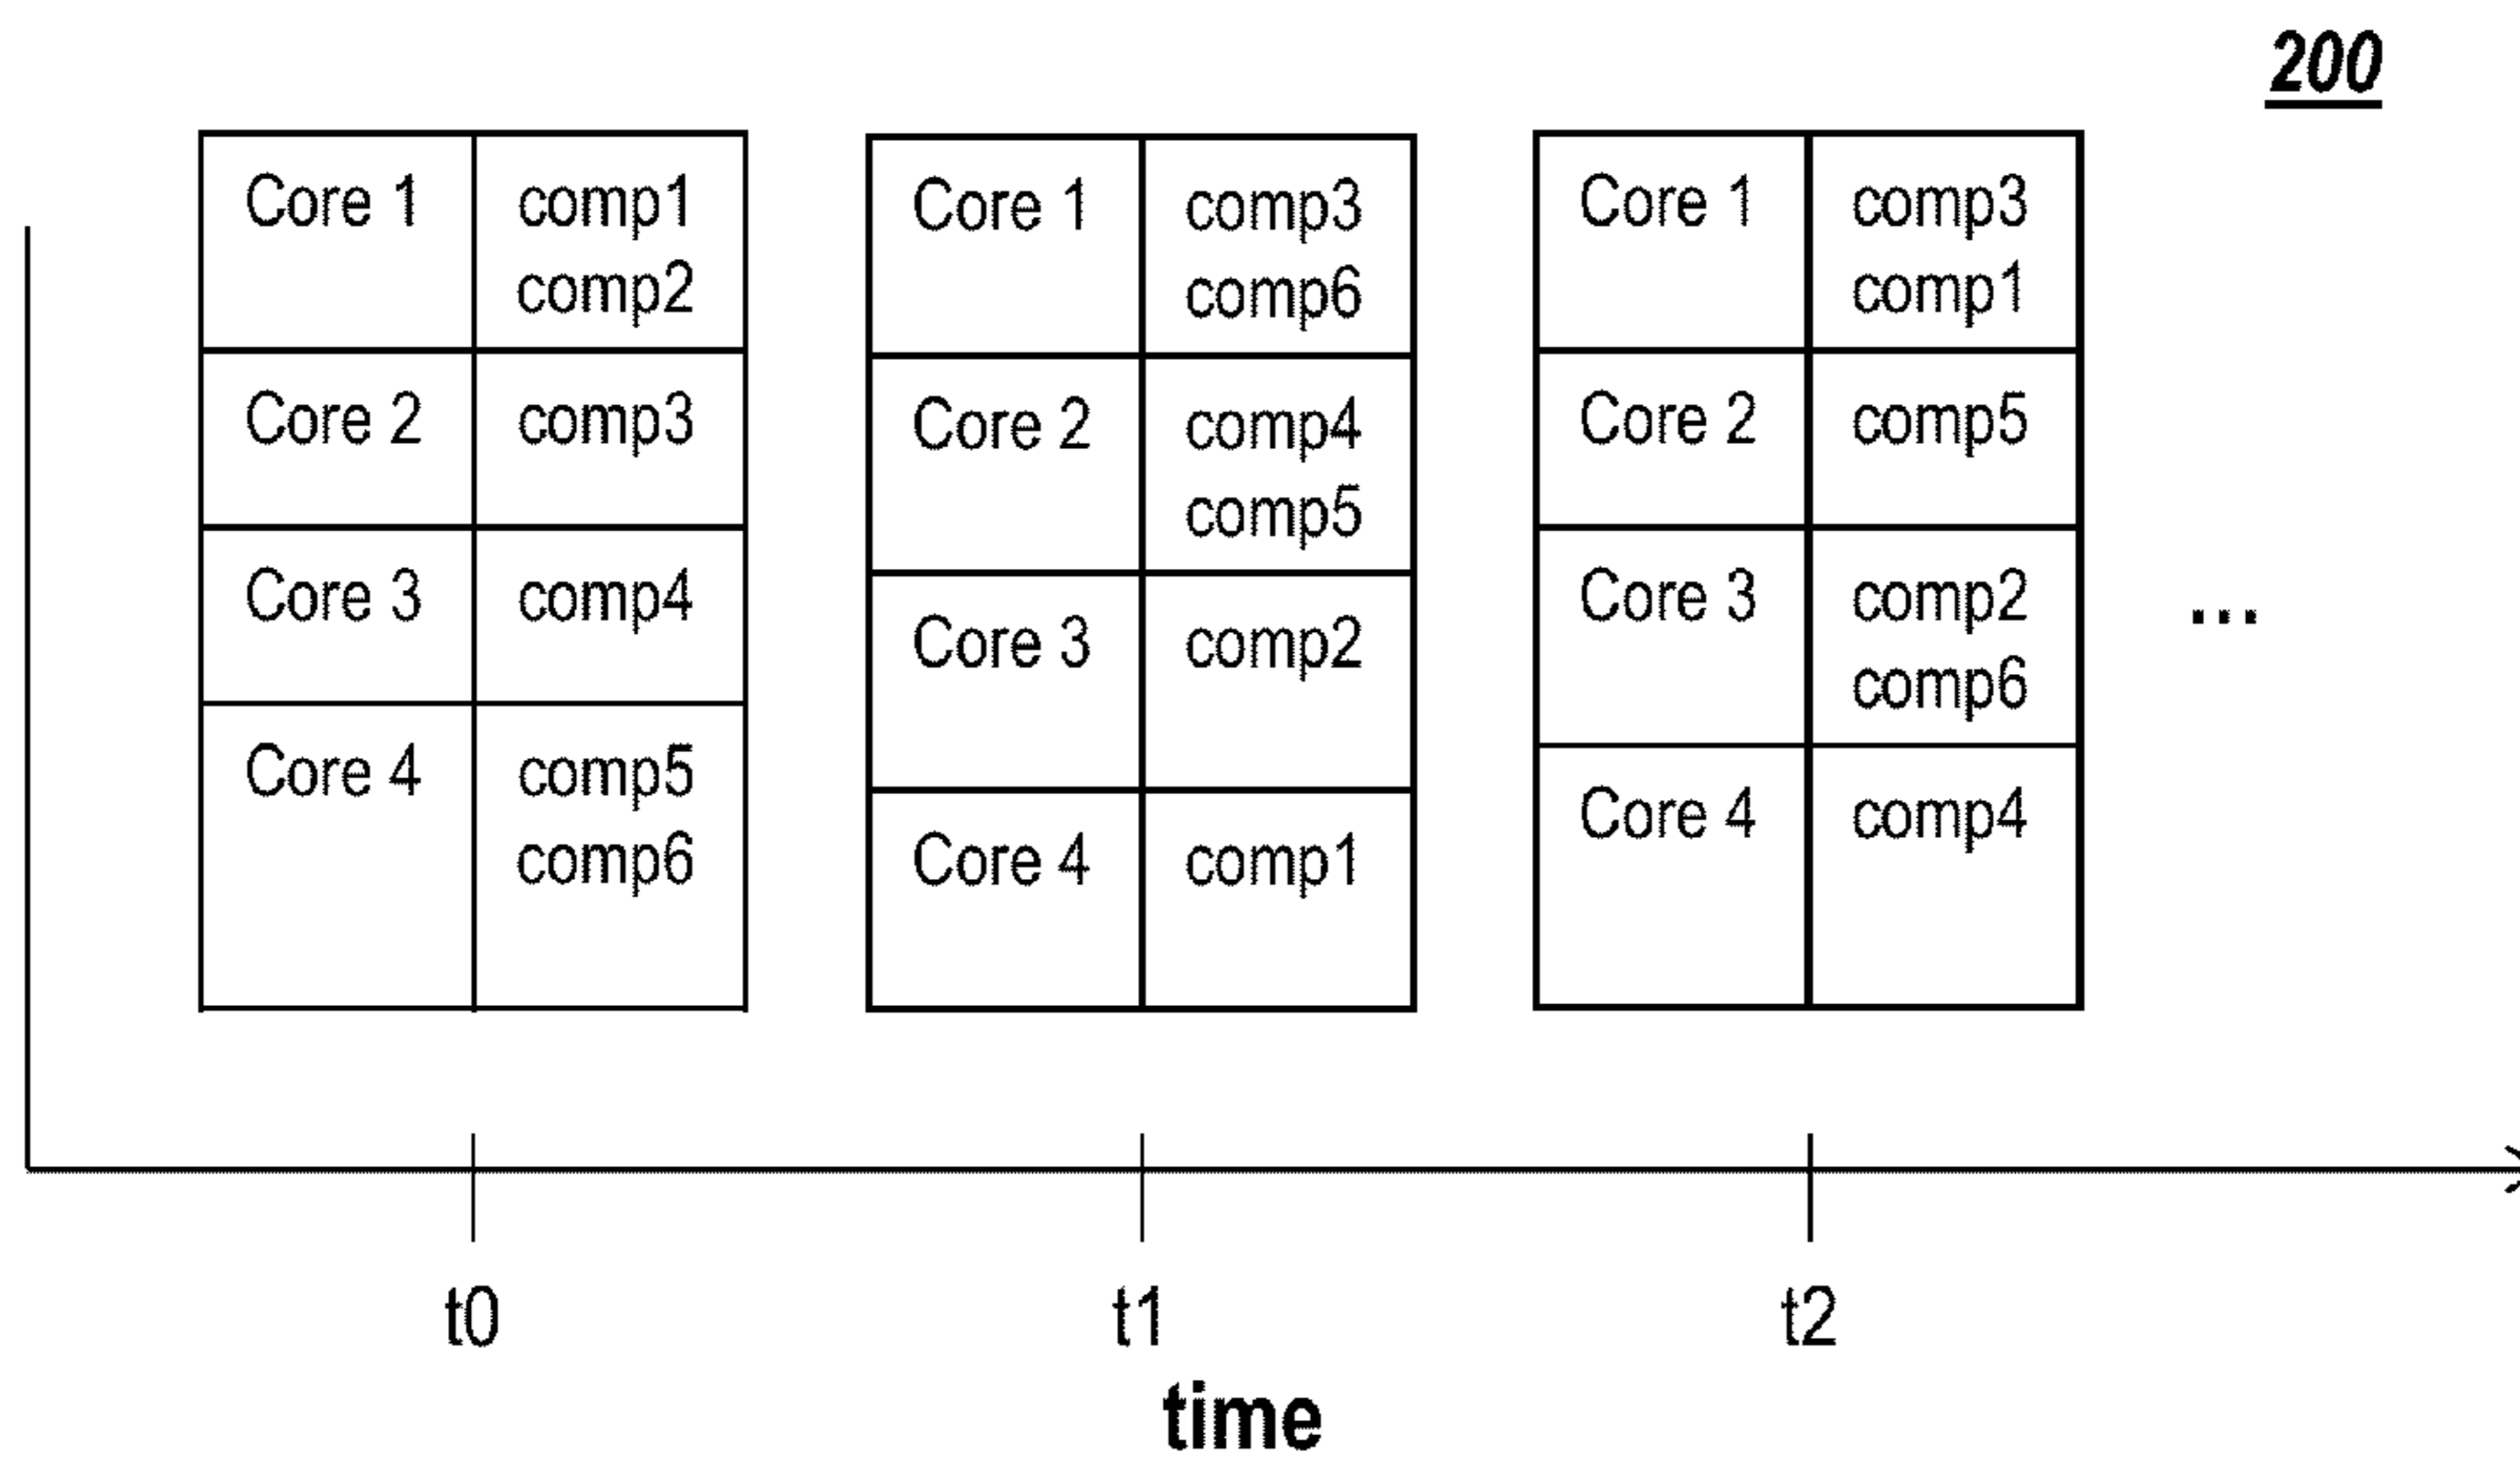 200
Core 1 comp1
comp2
Core 2 comp3
Core 3 comp4
Core 4 comp5
comp6
Core 1 comp3
comp6
Core 2 comp4
comp5
Core 3 comp2
Core 4 comp1
Core 1 comp3
comp1
Core 2 comp5
Core 3 comp2
comp6
Core 4 comp4
...
t0 t1 t2
time